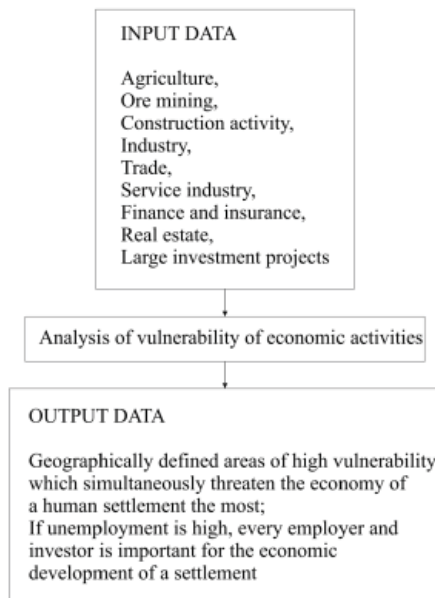 INPUT DATA
Agriculture,
Ore mining,
Construction activity,
Industry,
Trade,
Service industry,
Finance and insurance,
Real estate,
Large investment projects
Analysis of vulnerability of economic activities
OUTPUT DATA
Geographically defined areas of high vulnerability
which simultaneously threaten the economy of
a human settlement the most;
If unemployment is high, every employer and
investor is important for the economic
development of a settlement